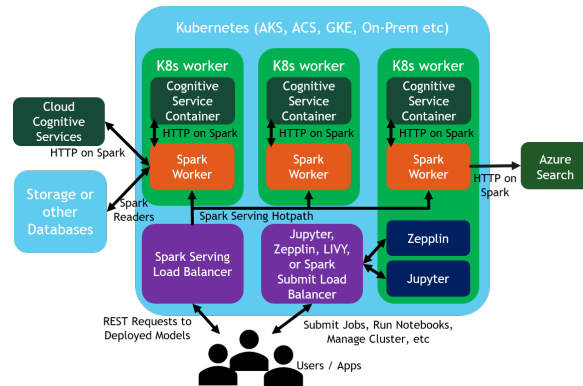 Kubernetes (AKS, ACS, GKE, On-Prem etc)
K8s worker
K8s worker
K8s worker
Cognitive
Service
Container
Cognitive
Service
Container
Cognitive
Service
Container
Cloud
Cognitive
Services
HTTP on Spark
HTTP on Spark
HTTP on Spark
HTTP on Spark
Spark
Worker
Spark
Worker
Spark
Worker
Azure
Search
HTTP on
Spark
Storage or
other
Databases
Spark
Readers
Spark Serving Hotpath
Spark Serving
Load Balancer
Jupyter,
Zepplin, LIVY,
or Spark
Submit Load
Balancer
Zepplin
Jupyter
REST Requests to
Deployed Models
Submit Jobs, Run Notebooks,
Manage Cluster, etc
Users / Apps